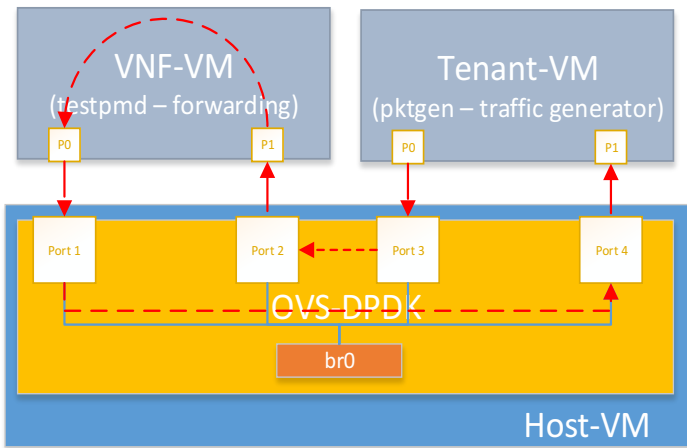 VNF-VM
(testpmd – forwarding)
P0
P1
Tenant-VM
(pktgen – traffic generator)
P0
P1
Port 1
Port 2
Port 3
Port 4
OVS-DPDK
br0
Host-VM